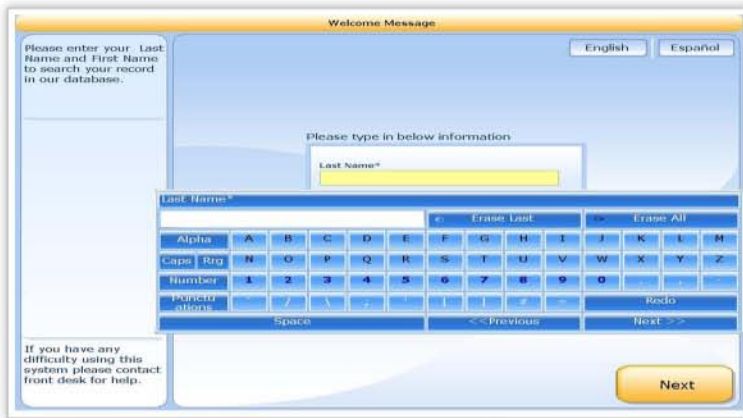 Welcome Message
Please enter your Last
Name and First Name
to search your record
in our database.
English Español
Please type in below information
Last Name*
Last Name*
Erase Last Erase All
Alpha A B C D E F G H I J K L M
Caps Rrg N O P Q R S T U V W X Y Z
Number 1 2 3 4 5 6 7 8 9 0
Punctu
ations / \ ;
Redo
Space <<Previous Next >>
If you have any
difficulty using this
system please contact
front desk for help.
Next